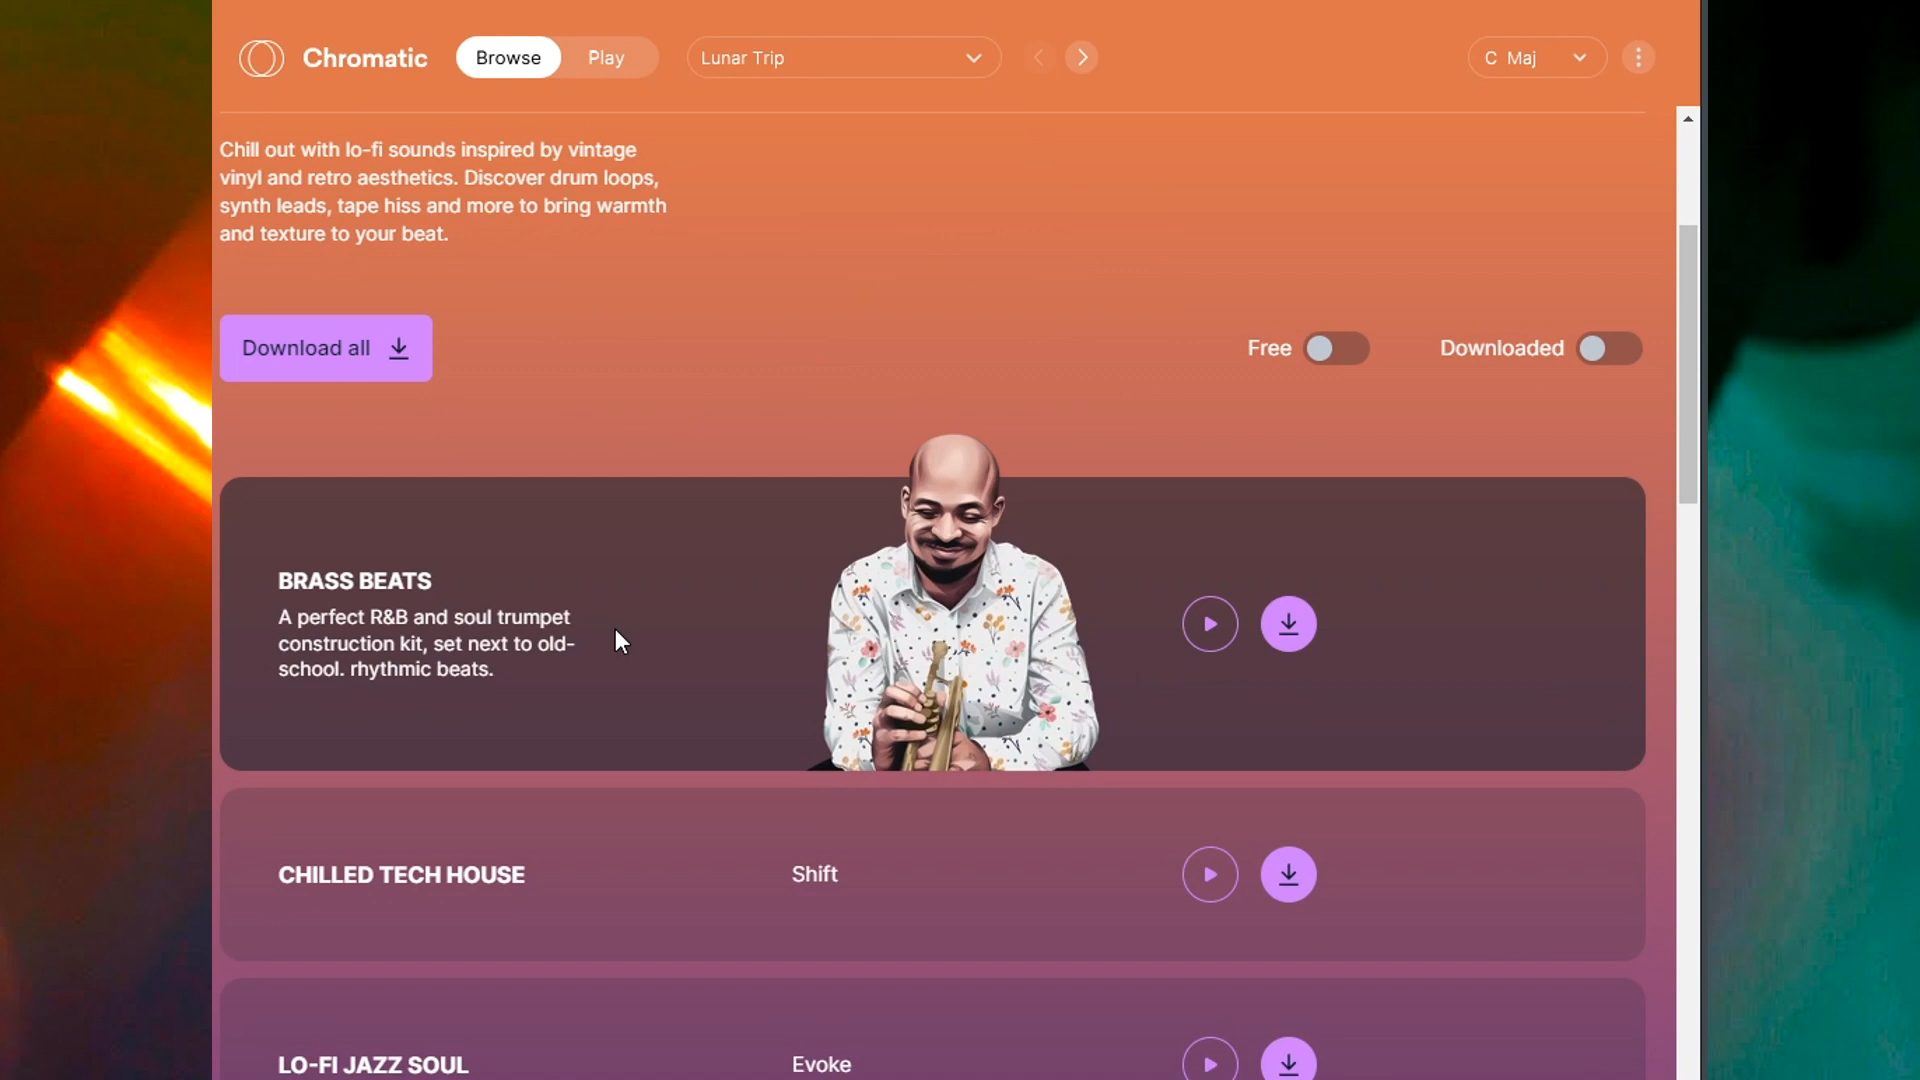 Chromatic
Browse
Play
Lunar Trip
C Maj
Chill out with lo-fi sounds inspired by vintage
vinyl and retro aesthetics. Discover drum loops,
synth leads, tape hiss and more to bring warmth
and texture to your beat.
Download all
Free
Downloaded
BRASS BEATS
A perfect R&B and soul trumpet
construction kit, set next to old-
school. rhythmic beats.
CHILLED TECH HOUSE
Shift
LO-FI JAZZ SOUL
Evoke